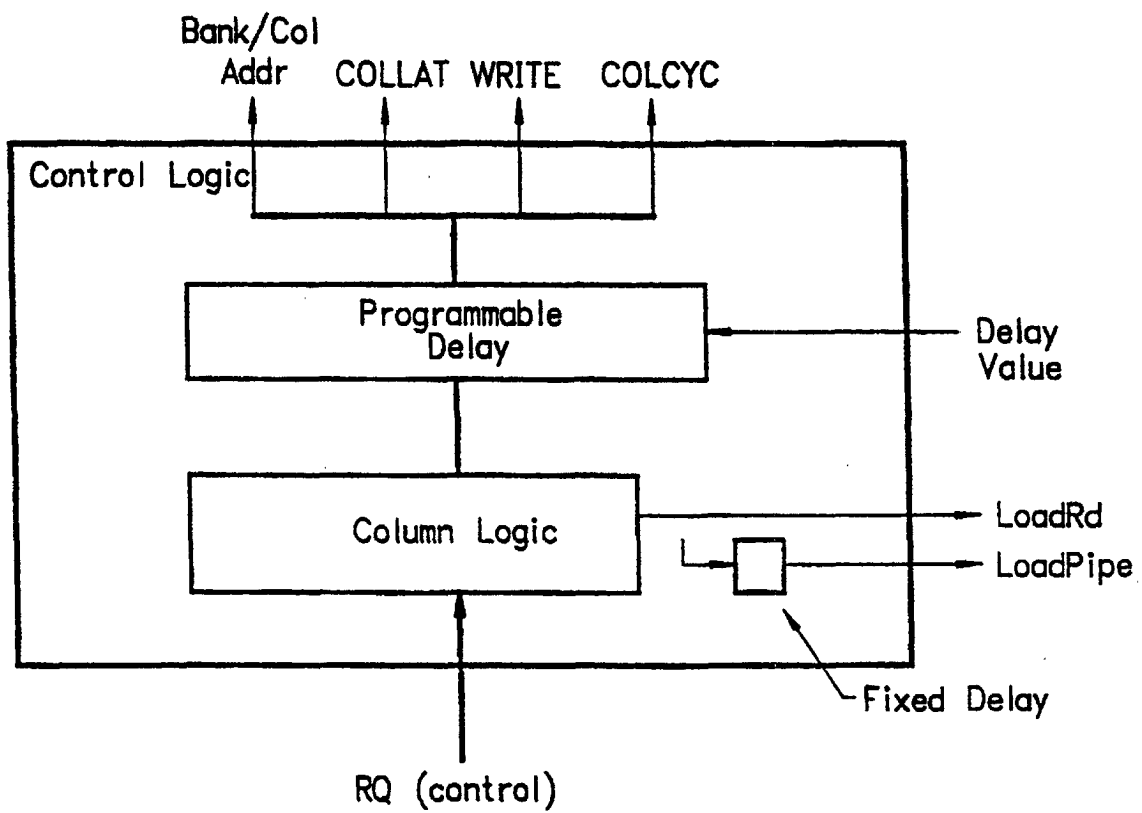 Bank/Col
Addr COLLAT WRITE COLCYC
Control Logic
Programmable
Delay
Delay
Value
Column Logic
LoadRd
LoadPipe
Fixed Delay
RQ (control)